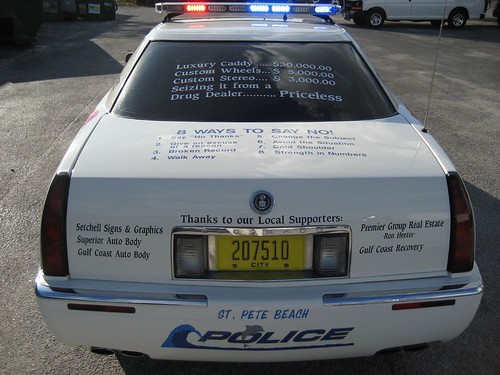 Luxury Caddy.....$30,000.00
Custom Wheels... $ 5,000.00
Custom Stereo.... $ 3,000.00
Seizing it from a
Drug Dealer.......... Priceless
8 WAYS TO SAY NO!
1. Say "No Thanks"
2. Give an excuse
or a reason
3. Broken Record
4. Walk Away
5. Change the Subject
6. Avoid the Situation
7. Cold Shoulder
8. Strength in Numbers
Thanks to our Local Supporters:
Setchell Signs & Graphics
Superior Auto Body
Gulf Coast Auto Body
207510
CITY
Premier Group Real Estate
Ron Heeter
Gulf Coast Recovery
ST. PETE BEACH
POLICE